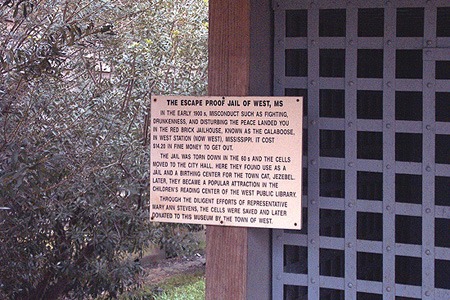 THE ESCAPE PROOF JAIL OF WEST, MS
IN THE EARLY 1900 s, MISCONDUCT SUCH AS FIGHTING,
DRUNKENNESS, AND DISTURBING THE PEACE LANDED YOU
IN THE RED BRICK JAILHOUSE, KNOWN AS THE CALABOOSE,
IN WEST STATION (NOW WEST), MISSISSIPPI. IT COST
$14.20 IN FINE MONEY TO GET OUT.
THE JAIL WAS TORN DOWN IN THE 60 s AND THE CELLS
MOVED TO THE CITY HALL. HERE THEY FOUND USE AS A
JAIL AND A BIRTHING CENTER FOR THE TOWN CAT, JEZEBEL.
LATER, THEY BECAME A POPULAR ATTRACTION IN THE
CHILDREN'S READING CENTER OF THE WEST PUBLIC LIBRARY.
THROUGH THE DILIGENT EFFORTS OF REPRESENTATIVE
MARY ANN STEVENS, THE CELLS WERE SAVED AND LATER
DONATED TO THIS MUSEUM BY THE TOWN OF WEST.